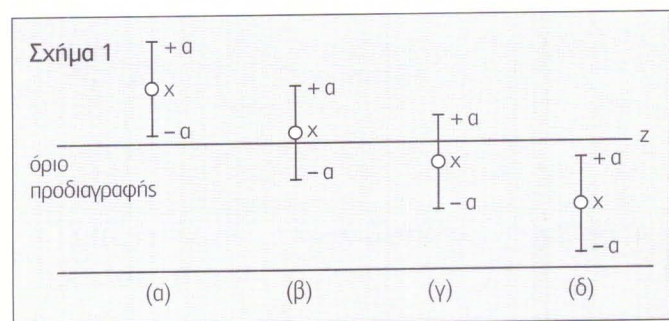 Σχήμα 1
+ α
x
− α
+ α
x
− α
+ α
x
− α
+ α
x
− α
z
όριο
προδιαγραφής
(α) (β) (γ) (δ)